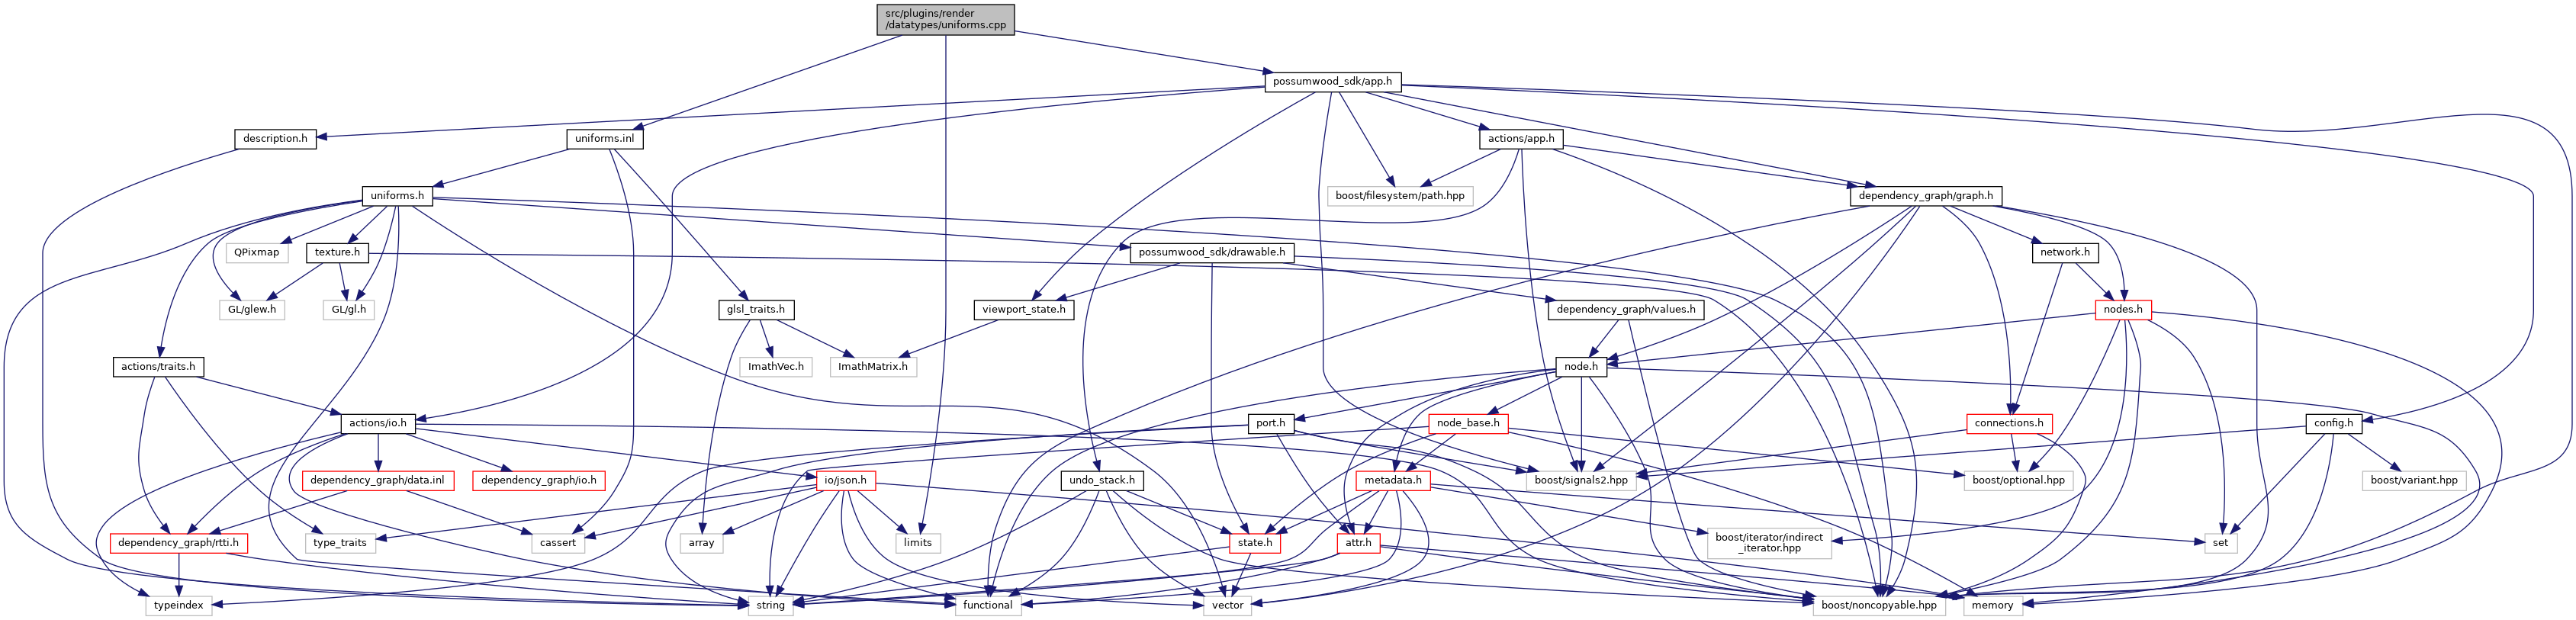 src/plugins/render
/datatypes/uniforms.cpp
possumwood_sdk/app.h
description.h
uniforms.inl
actions/app.h
uniforms.h
boost/filesystem/path.hpp
dependency_graph/graph.h
QPixmap
texture.h
possumwood_sdk/drawable.h
network.h
GL/glew.h
GL/gl.h
glsl_traits.h
viewport_state.h
dependency_graph/values.h
nodes.h
actions/traits.h
ImathVec.h
ImathMatrix.h
node.h
actions/io.h
port.h
node_base.h
connections.h
config.h
dependency_graph/data.inl
dependency_graph/io.h
io/json.h
undo_stack.h
metadata.h
boost/signals2.hpp
boost/optional.hpp
boost/variant.hpp
dependency_graph/rtti.h
type_traits
cassert
array
limits
state.h
attr.h
boost/iterator/indirect
_iterator.hpp
set
typeindex
string
functional
vector
boost/noncopyable.hpp
memory